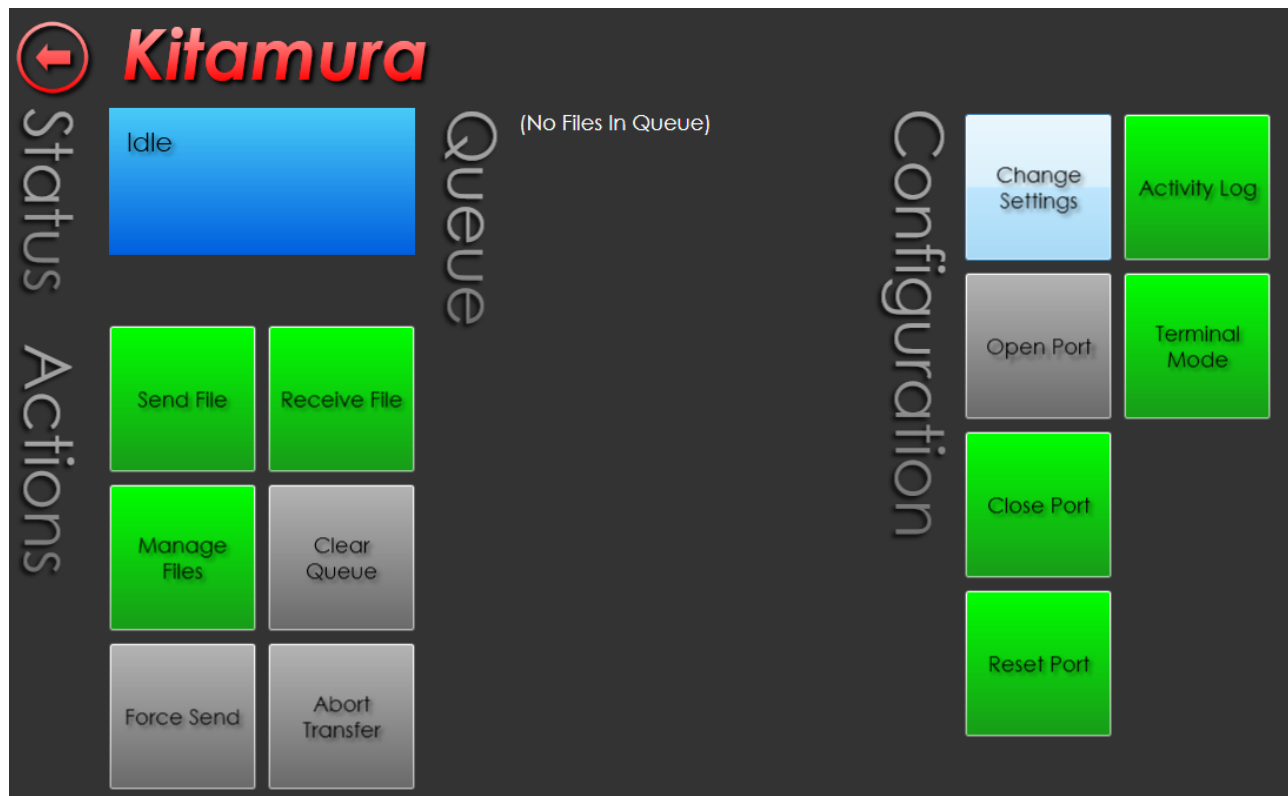 Kitamura
Status
Idle
Queue
(No Files In Queue)
Configuration
Change
Settings
Activity Log
Open Port
Terminal
Mode
Close Port
Reset Port
Actions
Send File
Receive File
Manage
Files
Clear
Queue
Force Send
Abort
Transfer